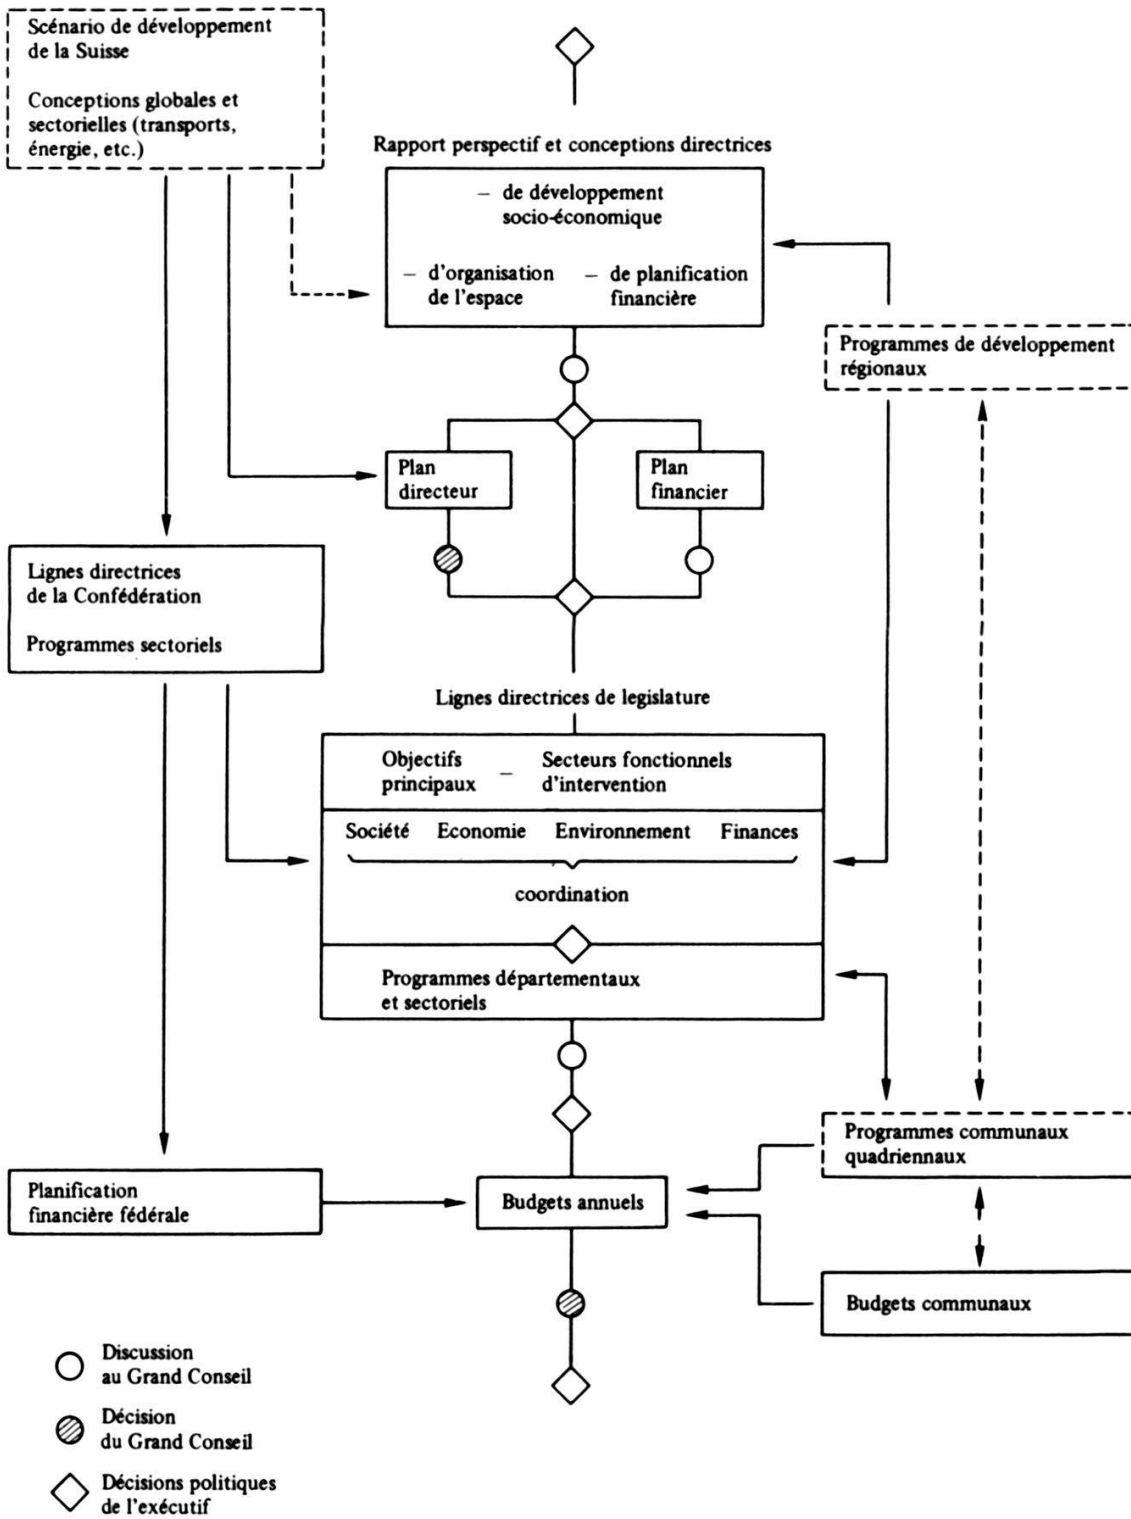 Scénario de développement
de la Suisse
Conceptions globales et
sectorielles (transports,
énergie, etc.)
Rapport perspectif et conceptions directrices
– de développement
socio-économique
– d'organisation
de l'espace
– de planification
financière
Programmes de développement
régionaux
Plan
directeur
Plan
financier
Lignes directrices
de la Confédération
Programmes sectoriels
Lignes directrices de legislature
Objectifs
principaux
–
Secteurs fonctionnels
d'intervention
Société Economie Environnement Finances
coordination
Programmes départementaux
et sectoriels
Programmes communaux
quadriennaux
Planification
financière fédérale
Budgets annuels
Budgets communaux
Discussion
au Grand Conseil
Décision
du Grand Conseil
Décisions politiques
de l'exécutif